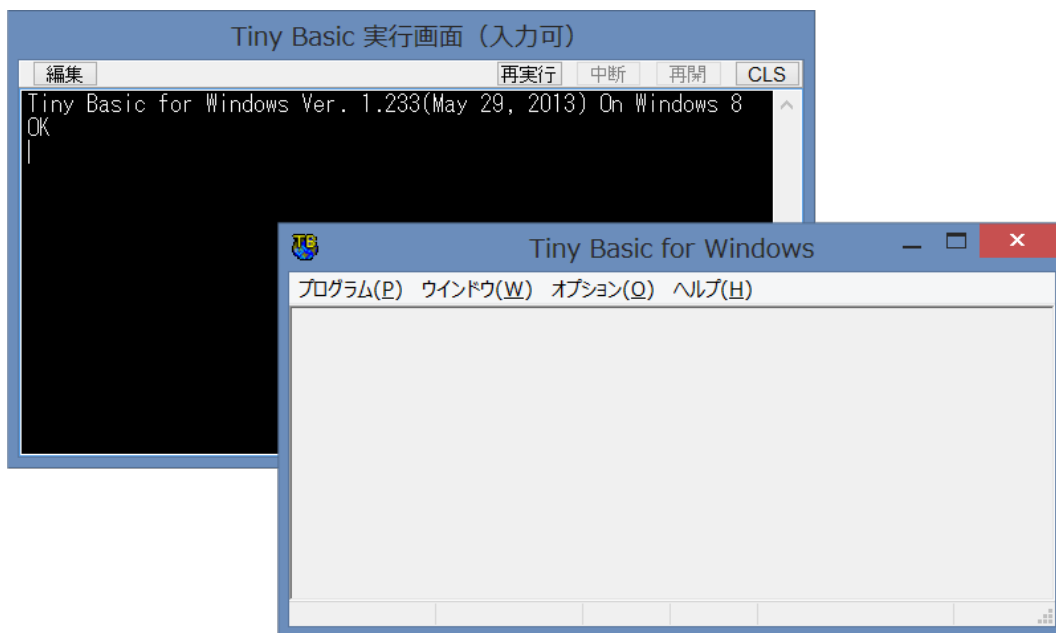 Tiny Basic 実行画面（入力可）
編集 再実行 中断 再開 CLS
Tiny Basic for Windows Ver. 1.233(May 29, 2013) On Windows 8
OK
Tiny Basic for Windows
プログラム(P) ウインドウ(W) オプション(O) ヘルプ(H)